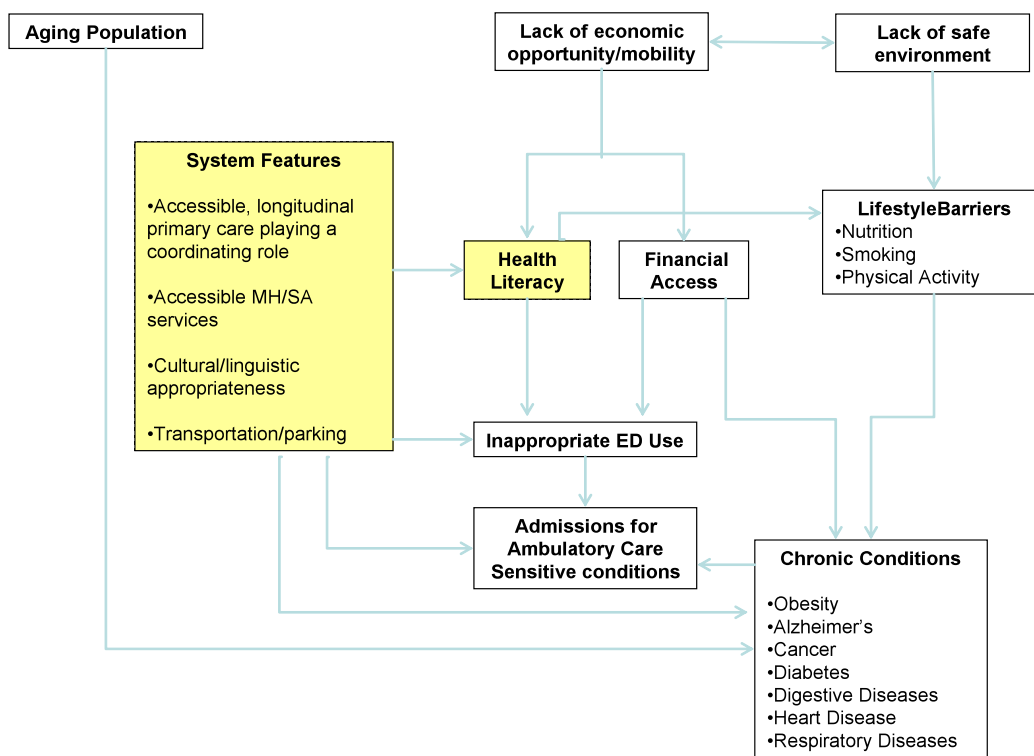 Aging Population
Lack of economic
opportunity/mobility
Lack of safe
environment
System Features
•Accessible, longitudinal
primary care playing a
coordinating role
•Accessible MH/SA
services
•Cultural/linguistic
appropriateness
•Transportation/parking
Health
Literacy
Financial
Access
LifestyleBarriers
•Nutrition
•Smoking
•Physical Activity
Inappropriate ED Use
Admissions for
Ambulatory Care
Sensitive conditions
Chronic Conditions
•Obesity
•Alzheimer’s
•Cancer
•Diabetes
•Digestive Diseases
•Heart Disease
•Respiratory Diseases